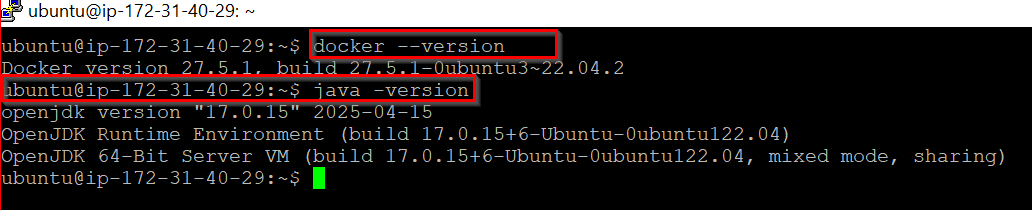 ubuntu@ip-172-31-40-29: ~
ubuntu@ip-172-31-40-29:~$ docker --version
Docker version 27.5.1, build 27.5.1-0ubuntu3~22.04.2
ubuntu@ip-172-31-40-29:~$ java -version
openjdk version "17.0.15" 2025-04-15
OpenJDK Runtime Environment (build 17.0.15+6-Ubuntu-0ubuntu122.04)
OpenJDK 64-Bit Server VM (build 17.0.15+6-Ubuntu-0ubuntu122.04, mixed mode, sharing)
ubuntu@ip-172-31-40-29:~$